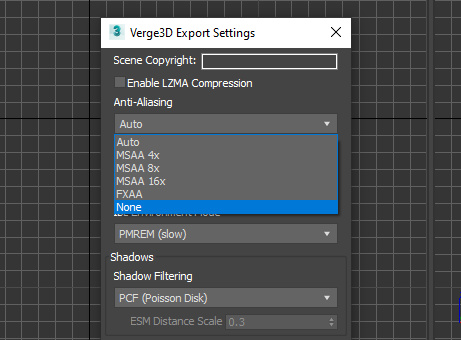 3 Verge3D Export Settings
Scene Copyright:
Enable LZMA Compression
Anti-Aliasing
Auto
Auto
MSAA 4x
MSAA 8x
MSAA 16x
FXAA
None
Environment Mode
PMREM (slow)
Shadows
Shadow Filtering
PCF (Poisson Disk)
ESM Distance Scale 0.3